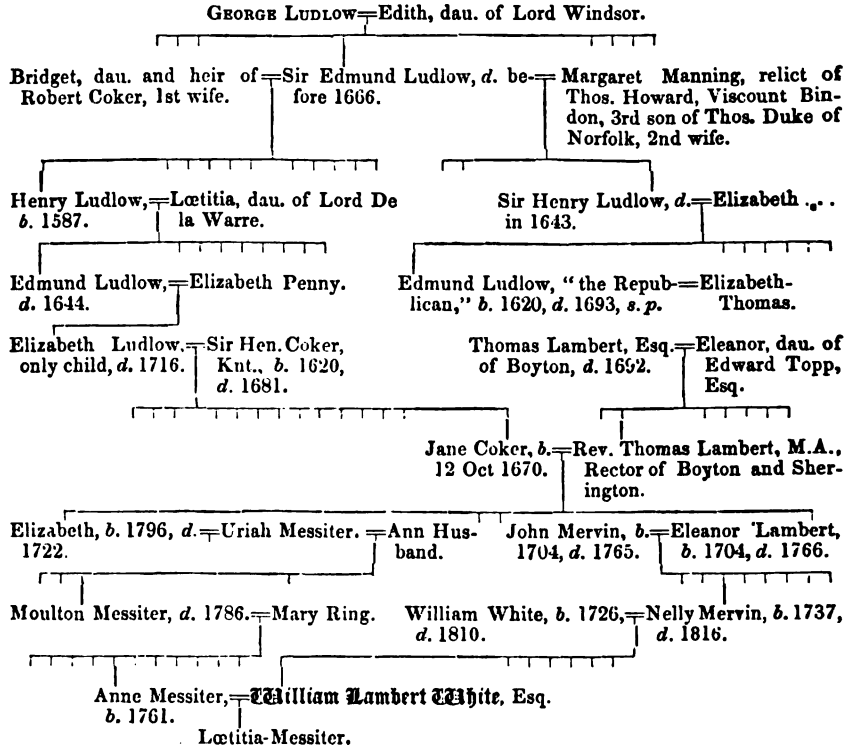 GEORGE LUDLOW=Edith, dau. of Lord Windsor.
Bridget, dau. and heir of
Robert Coker, 1st wife.
=Sir Edmund Ludlow, d. be-
fore 1666.
=Margaret Manning, relict of
Thos. Howard, Viscount Bin-
don, 3rd son of Thos. Duke of
Norfolk, 2nd wife.
Henry Ludlow,
b. 1587.
=Lœtitia, dau. of Lord De
la Warre.
Sir Henry Ludlow, d.
in 1643.
=Elizabeth ....
Edmund Ludlow,
d. 1644.
=Elizabeth Penny.
Edmund Ludlow, "the Repub-
lican," b. 1620, d. 1693, s.p.
=Elizabeth-
Thomas.
Elizabeth Ludlow,
only child, d. 1716.
=Sir Hen. Coker,
Knt., b. 1620,
d. 1681.
Thomas Lambert, Esq.
of Boyton, d. 1692.
=Eleanor, dau. of
Edward Topp,
Esq.
Jane Coker, b.
12 Oct 1670.
=Rev. Thomas Lambert, M.A.,
Rector of Boyton and Sher-
ington.
Elizabeth, b. 1796, d.
1722.
=Uriah Messiter.
=Ann Hus-
band.
John Mervin, b.
1704, d. 1765.
=Eleanor 'Lambert,
b. 1704, d. 1766.
Moulton Messiter, d. 1786.=Mary Ring.
William White, b. 1726,
d. 1810.
=Nelly Mervin, b. 1737,
d. 1816.
Anne Messiter,
b. 1761.
=William Lambert White, Esq.
Lœtitia-Messiter.